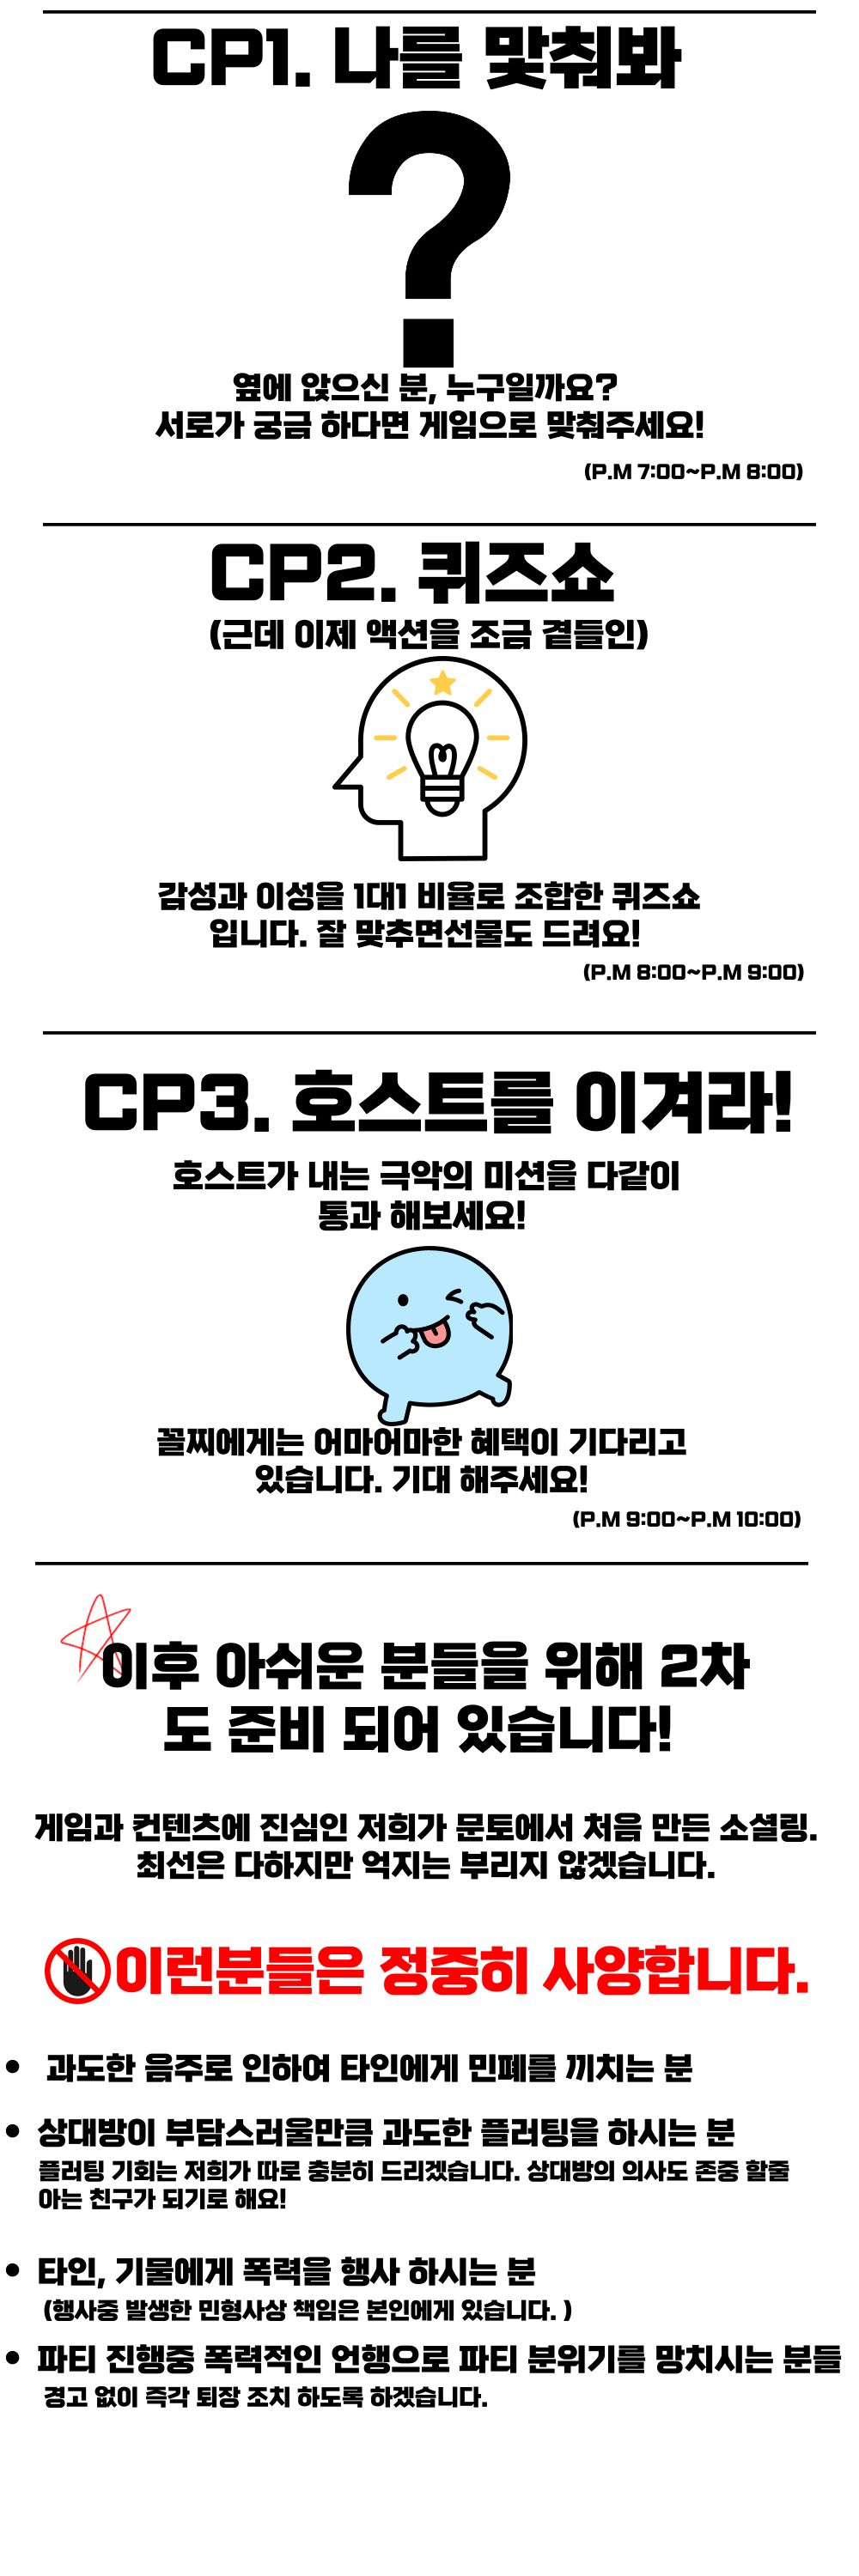 CP1. 나를 맟춰봐
?
옆에 앉으신 분, 누구일까요?
서로가 궁금 하다면 게임으로 맞춰주세요!
(P.M 7:00~P.M 8:00)
CP2. 퀴즈쇼
(근데 이제 액션을 조금 곁들인)
감성과 이성을 1대1 비율로 조합한 퀴즈쇼
입니다. 잘 맞추면선물도 드려요!
(P.M 8:00~P.M 9:00)
CP3. 호스트를 이겨라!
호스트가 내는 극악의 미션을 다같이
통과 해보세요!
꼴찌에게는 어마어마한 혜택이 기다리고
있습니다. 기대 해주세요!
(P.M 9:00~P.M 10:00)
이후 아쉬운 분들을 위해 2차
도 준비 되어 있습니다!
게임과 컨텐츠에 진심인 저희가 문토에서 처음 만든 소셜링.
최선은 다하지만 억지는 부리지 않겠습니다.
이런분들은 정중히 사양합니다.
• 과도한 음주로 인하여 타인에게 민폐를 끼치는 분
• 상대방이 부담스러울만큼 과도한 플러팅을 하시는 분
플러팅 기회는 저희가 따로 충분히 드리겠습니다. 상대방의 의사도 존중 할줄
아는 친구가 되기로 해요!
• 타인, 기물에게 폭력을 행사 하시는 분
(행사중 발생한 민형사상 책임은 본인에게 있습니다. )
• 파티 진행중 폭력적인 언행으로 파티 분위기를 망치시는 분들
경고 없이 즉각 퇴장 조치 하도록 하겠습니다.